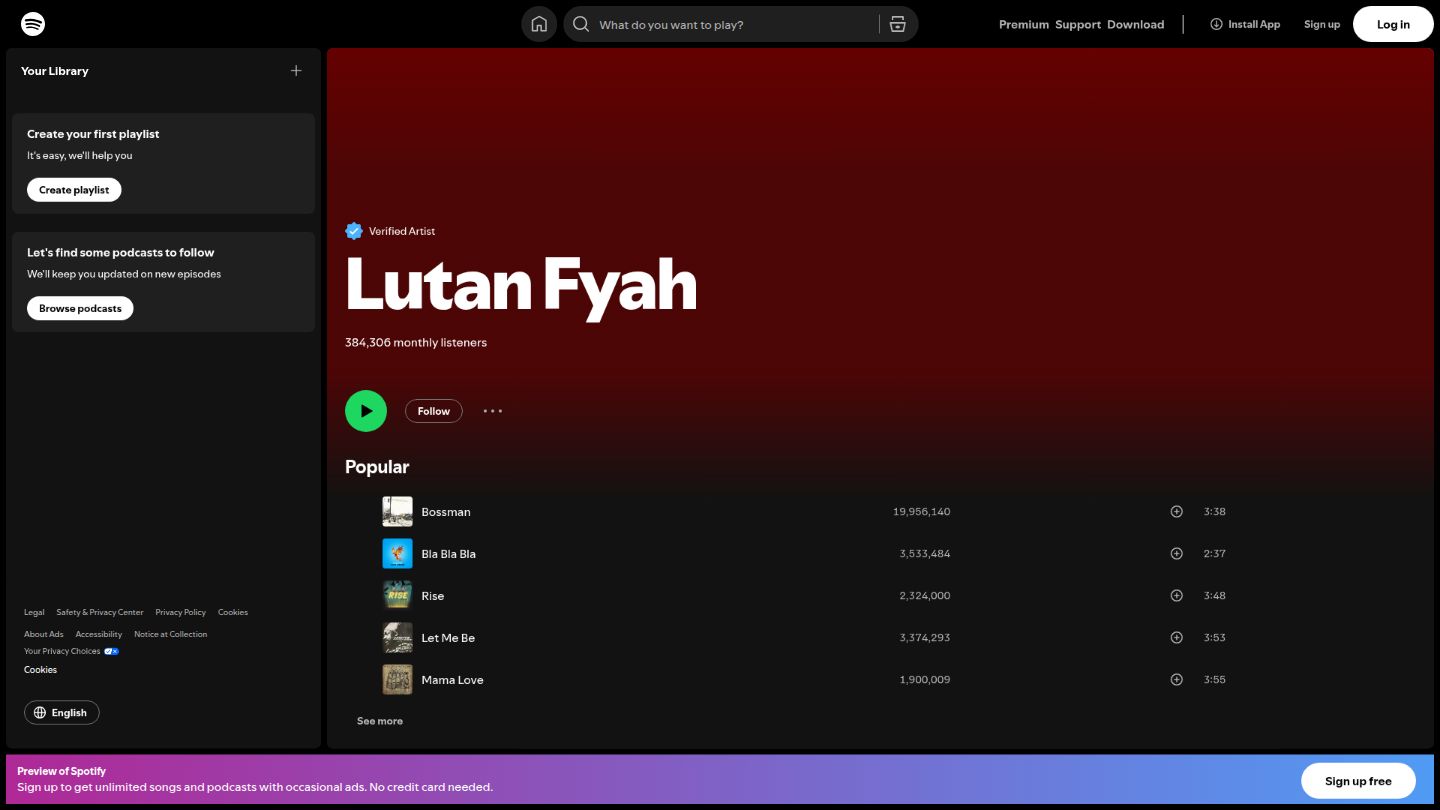 What do you want to play?
Premium Support Download
Install App
Sign up
Log in
Your Library
Create your first playlist
It's easy, we'll help you
Create playlist
Let's find some podcasts to follow
We'll keep you updated on new episodes
Browse podcasts
Legal Safety & Privacy Center Privacy Policy Cookies
About Ads Accessibility Notice at Collection
Your Privacy Choices
Cookies
English
Verified Artist
Lutan Fyah
384,306 monthly listeners
Follow
Popular
Bossman 19,956,140 3:38
Bla Bla Bla 3,533,484 2:37
RISE
Rise 2,324,000 3:48
Let Me Be 3,374,293 3:53
Mama Love 1,900,009 3:55
See more
Preview of Spotify
Sign up to get unlimited songs and podcasts with occasional ads. No credit card needed.
Sign up free